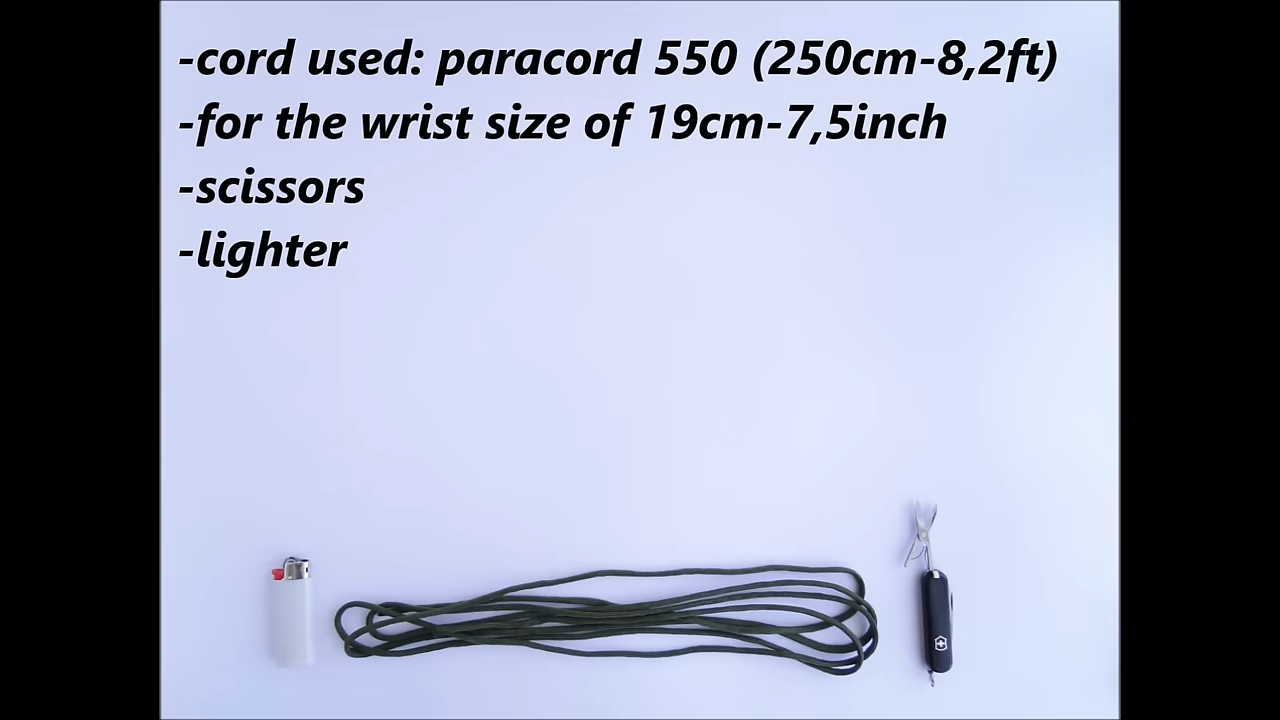 -cord used: paracord 550 (250cm-8,2ft)
-for the wrist size of 19cm-7,5inch
-scissors
-lighter